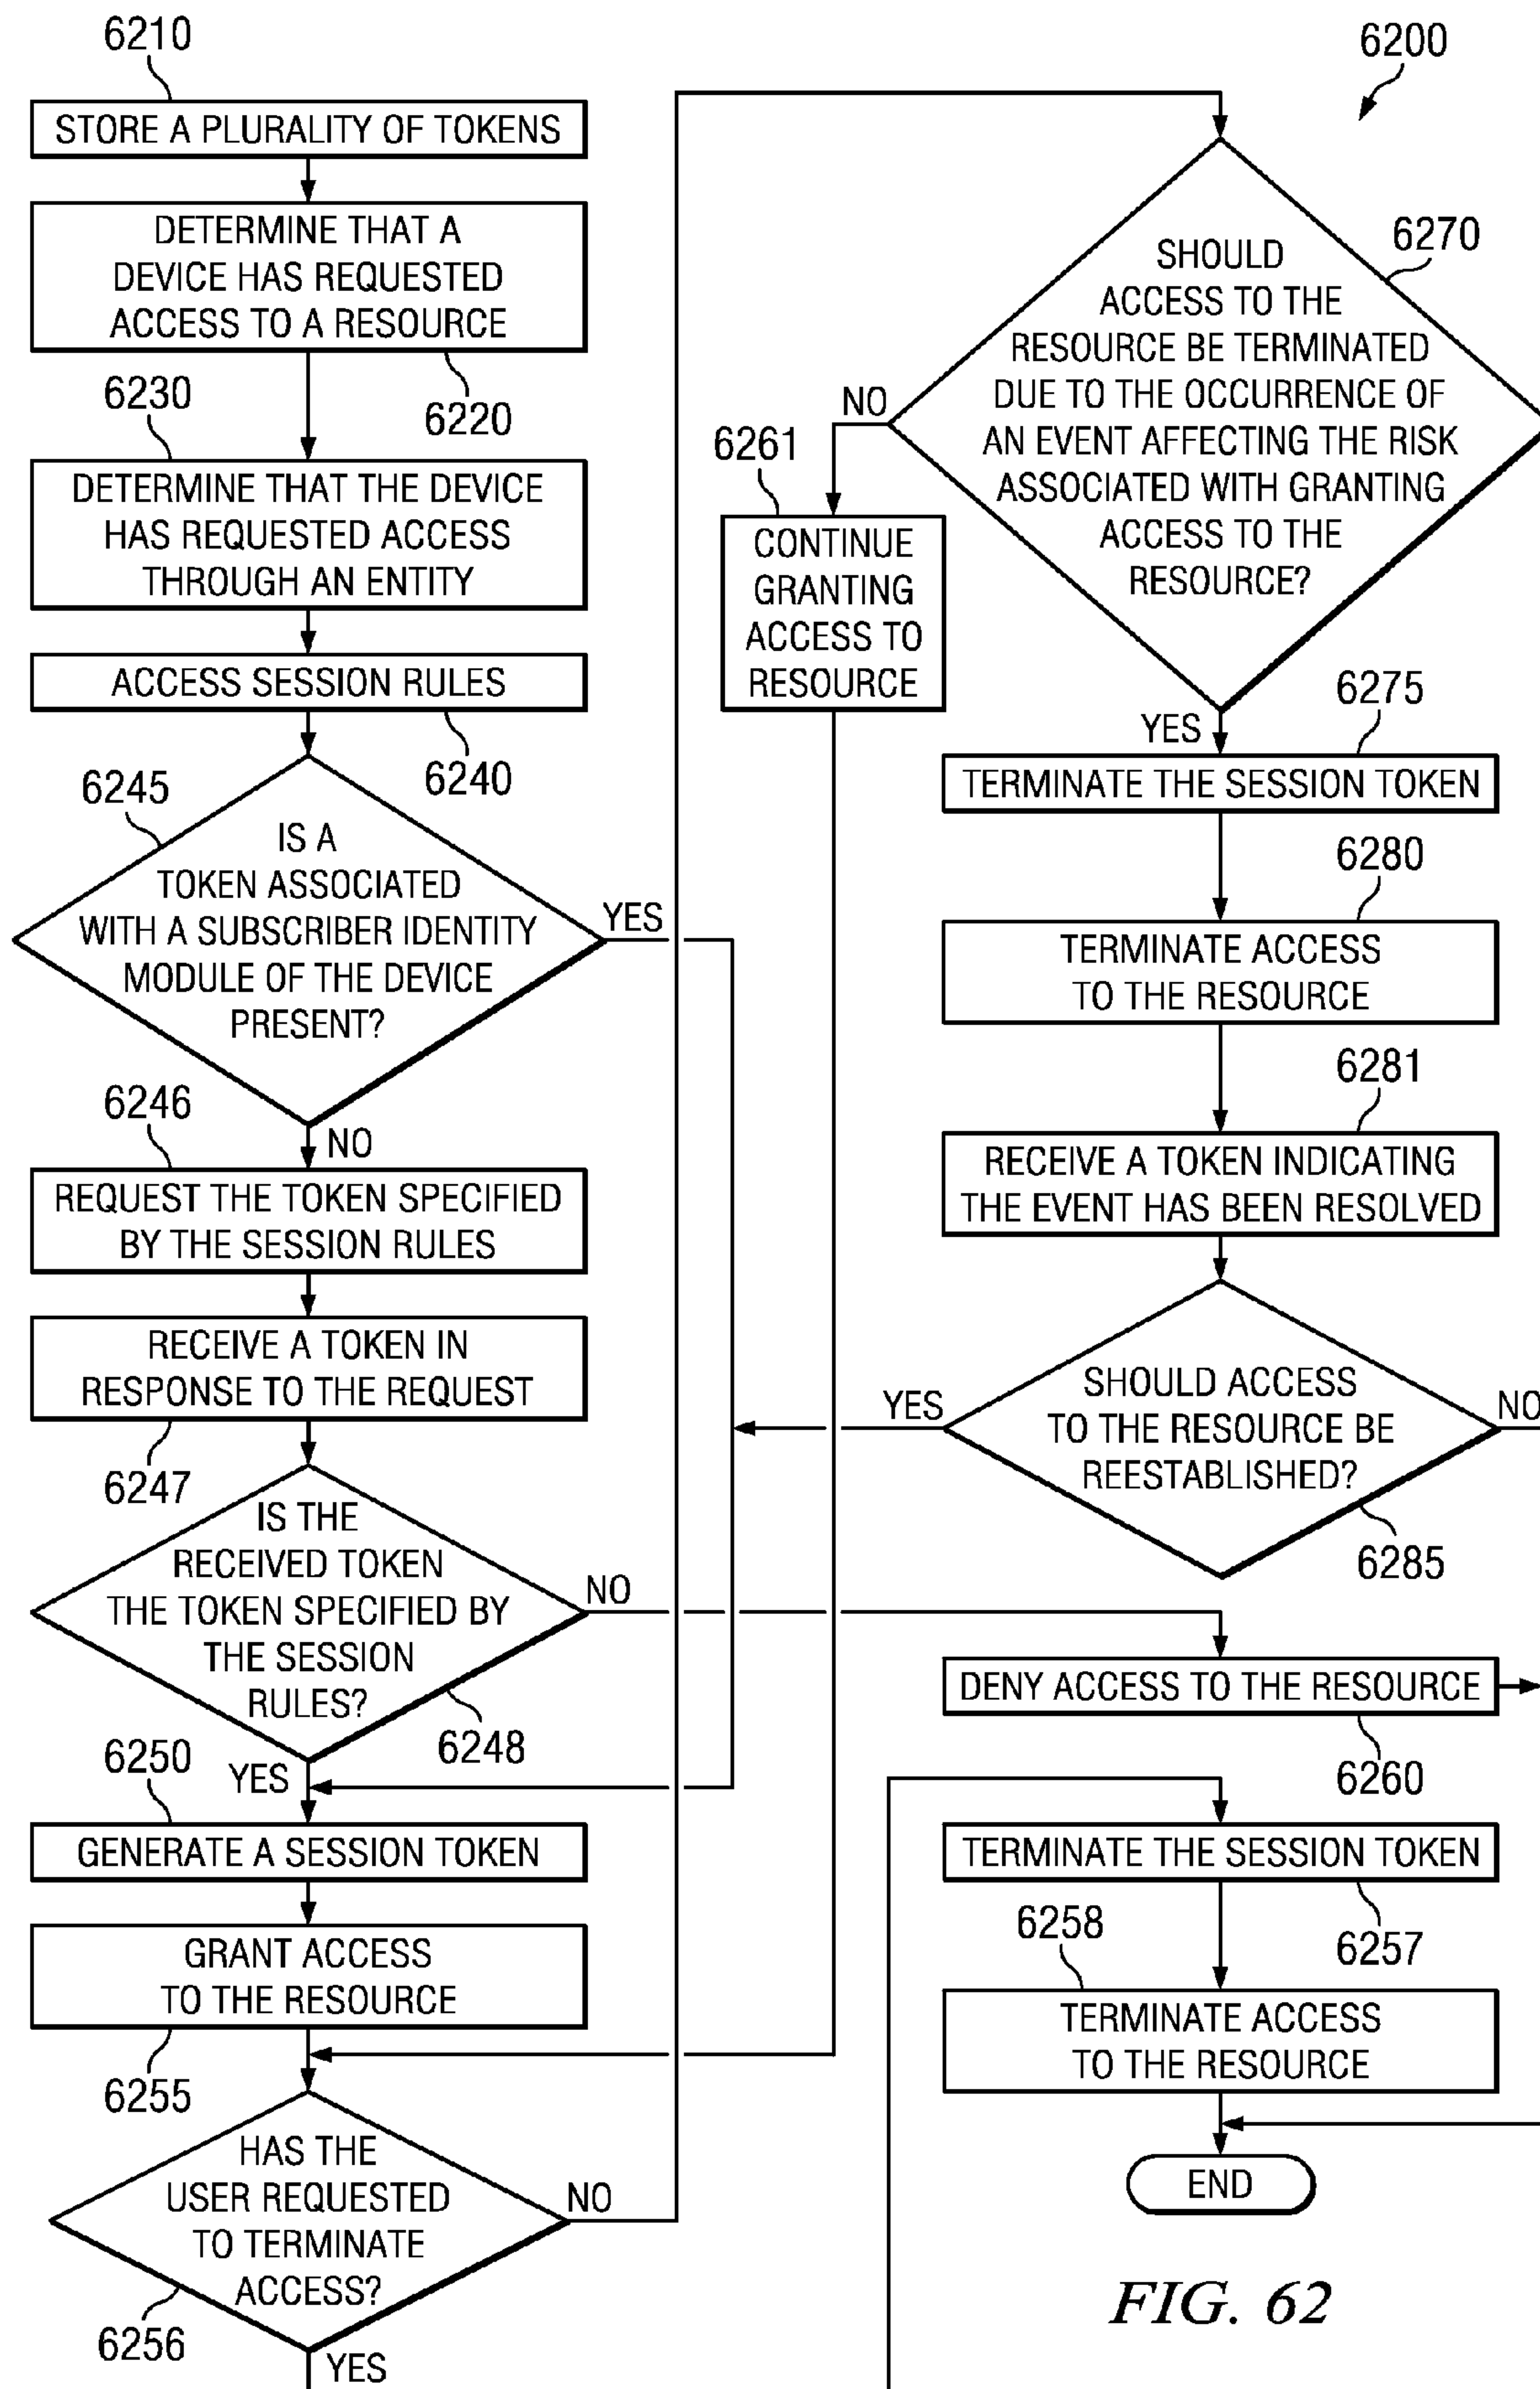 6210
STORE A PLURALITY OF TOKENS
DETERMINE THAT A
DEVICE HAS REQUESTED
ACCESS TO A RESOURCE
6220
6230
DETERMINE THAT THE DEVICE
HAS REQUESTED ACCESS
THROUGH AN ENTITY
ACCESS SESSION RULES
6240
6245
IS A
TOKEN ASSOCIATED
WITH A SUBSCRIBER IDENTITY
MODULE OF THE DEVICE
PRESENT?
YES
NO
6246
REQUEST THE TOKEN SPECIFIED
BY THE SESSION RULES
RECEIVE A TOKEN IN
RESPONSE TO THE REQUEST
6247
IS THE
RECEIVED TOKEN
THE TOKEN SPECIFIED BY
THE SESSION
RULES?
NO
6248
YES
6250
GENERATE A SESSION TOKEN
GRANT ACCESS
TO THE RESOURCE
6255
HAS THE
USER REQUESTED
TO TERMINATE
ACCESS?
NO
6256
YES
6200
6270
SHOULD
ACCESS TO THE
RESOURCE BE TERMINATED
DUE TO THE OCCURRENCE OF
AN EVENT AFFECTING THE RISK
ASSOCIATED WITH GRANTING
ACCESS TO THE
RESOURCE?
NO
6261
CONTINUE
GRANTING
ACCESS TO
RESOURCE
YES
6275
TERMINATE THE SESSION TOKEN
6280
TERMINATE ACCESS
TO THE RESOURCE
6281
RECEIVE A TOKEN INDICATING
THE EVENT HAS BEEN RESOLVED
YES
SHOULD ACCESS
TO THE RESOURCE BE
REESTABLISHED?
NO
6285
DENY ACCESS TO THE RESOURCE
6260
TERMINATE THE SESSION TOKEN
6257
6258
TERMINATE ACCESS
TO THE RESOURCE
END
FIG. 62